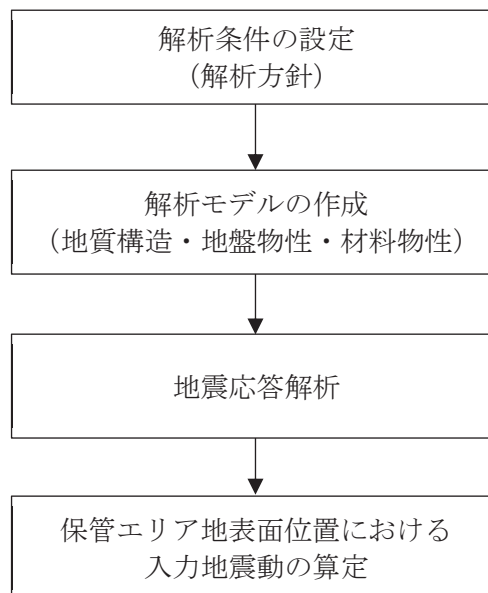 解析条件の設定
（解析方針）
解析モデルの作成
（地質構造・地盤物性・材料物性）
地震応答解析
保管エリア地表面位置における
入力地震動の算定